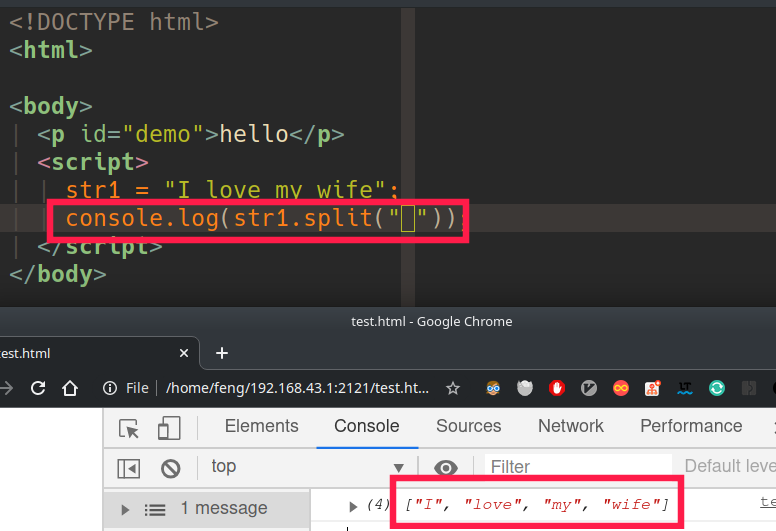 <!DOCTYPE html>
<html>
<body>
<p id="demo">hello</p>
<script>
str1 = "I love my wife";
console.log(str1.split(" "));
</script>
</body>
test.html - Google Chrome
est.html × +
File /home/feng/192.168.43.1:2121/test.ht...
Elements Console Sources Network Performance
top Filter Default leve
1 message (4) ["I", "love", "my", "wife"] te